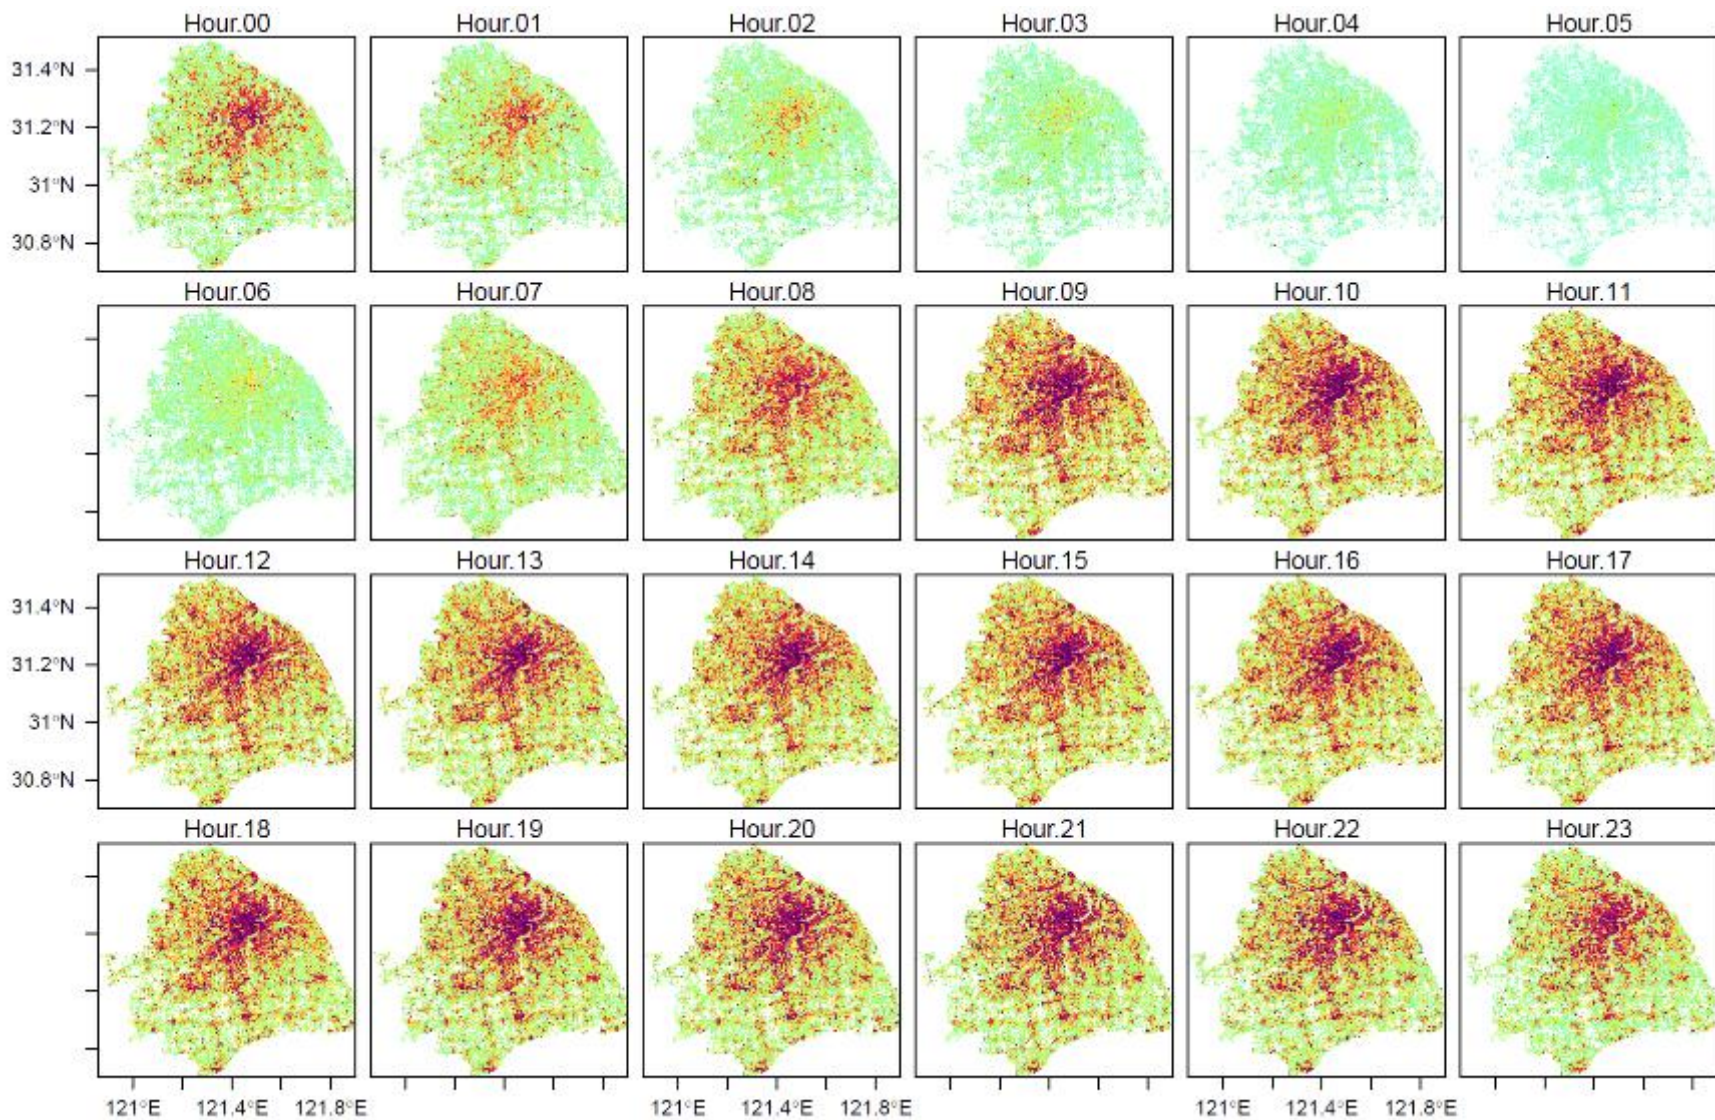 Hour.00 Hour.01 Hour.02 Hour.03 Hour.04 Hour.05
31.4°N
31.2°N
31°N
30.8°N
Hour.06 Hour.07 Hour.08 Hour.09 Hour.10 Hour.11
Hour.12 Hour.13 Hour.14 Hour.15 Hour.16 Hour.17
31.4°N
31.2°N
31°N
30.8°N
Hour.18 Hour.19 Hour.20 Hour.21 Hour.22 Hour.23
121°E 121.4°E 121.8°E 121°E 121.4°E 121.8°E 121°E 121.4°E 121.8°E